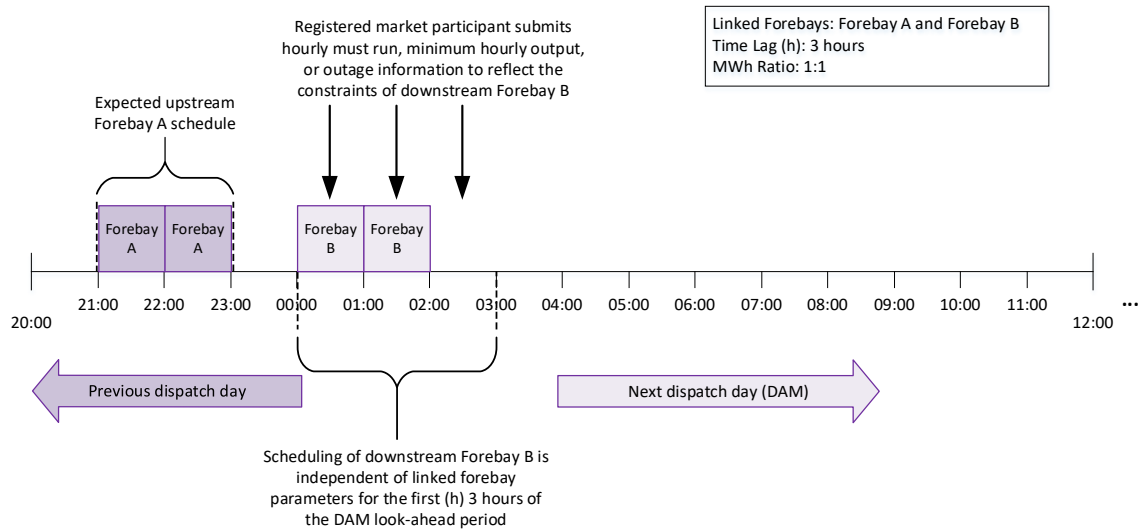 Registered market participant submits
hourly must run, minimum hourly output,
or outage information to reflect the
constraints of downstream Forebay B
Linked Forebays: Forebay A and Forebay B
Time Lag (h): 3 hours
MWh Ratio: 1:1
Expected upstream
Forebay A schedule
Forebay
A
Forebay
A
Forebay
B
Forebay
B
20:00
21:00
22:00
23:00
00:00
01:00
02:00
03:00
04:00
05:00
06:00
07:00
08:00
09:00
10:00
11:00
12:00
...
Previous dispatch day
Next dispatch day (DAM)
Scheduling of downstream Forebay B is
independent of linked forebay
parameters for the first (h) 3 hours of
the DAM look-ahead period